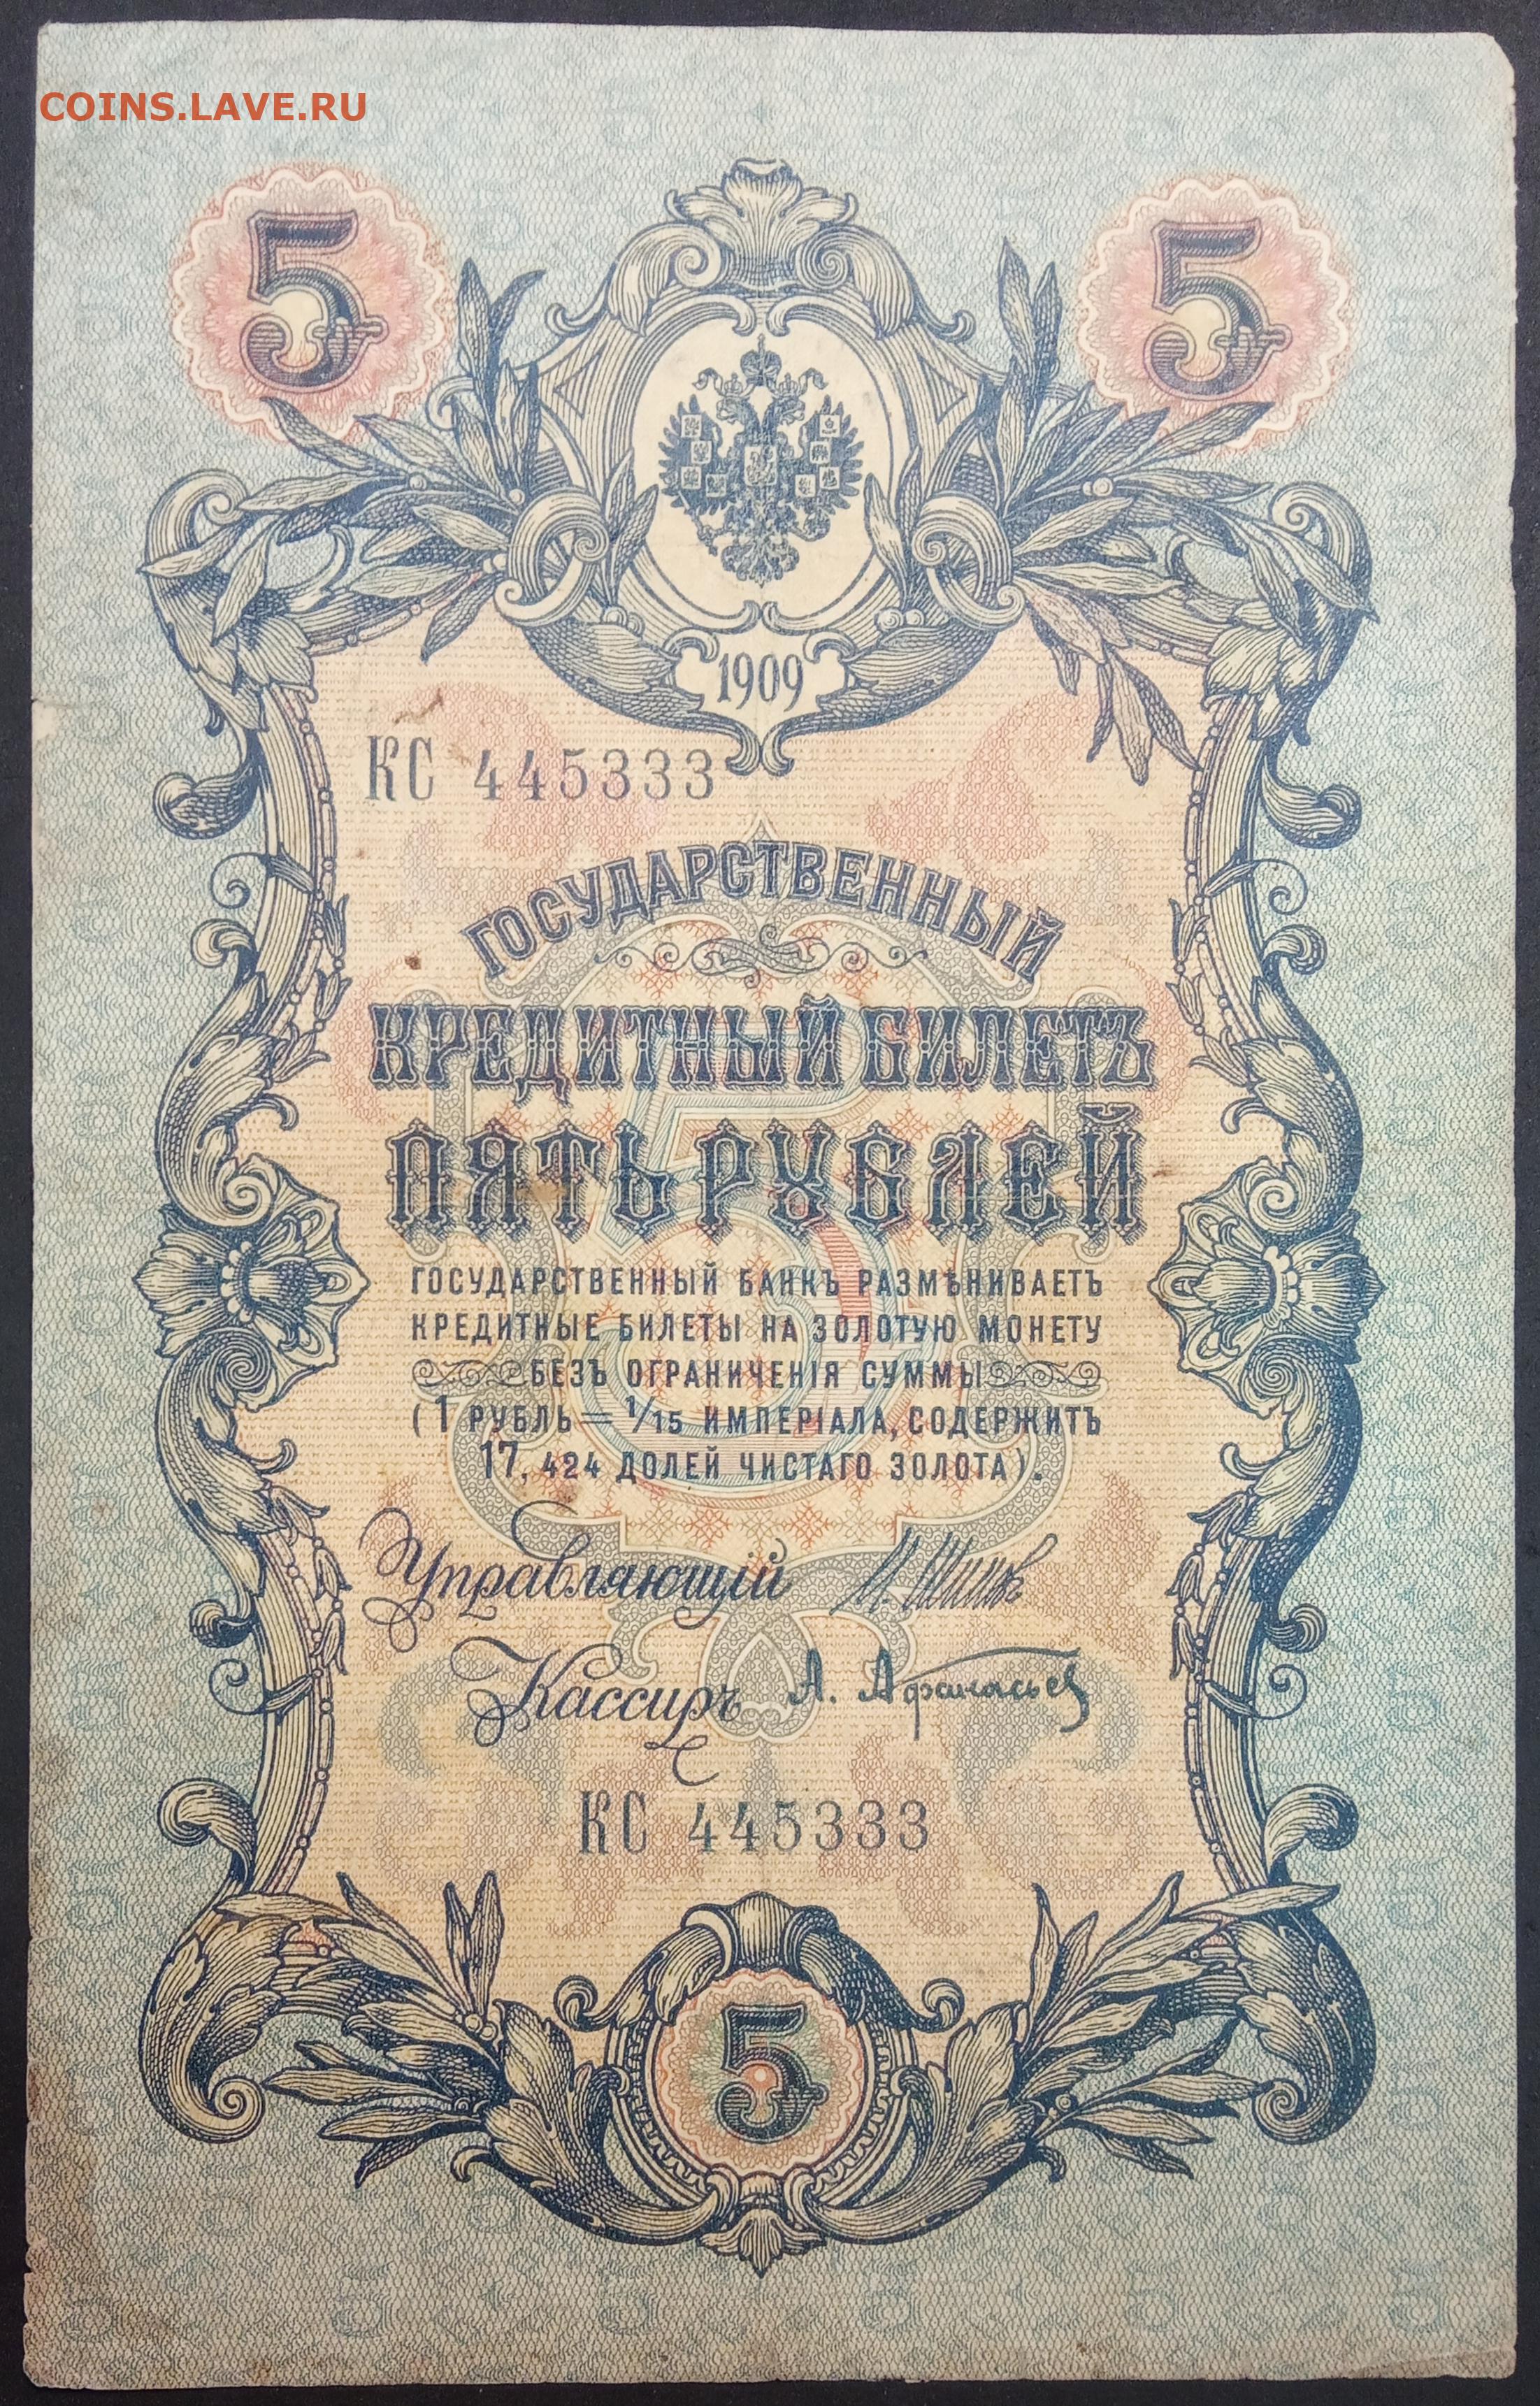 COINS.LAVE.RU
5 5
1909
КС 445333
ГОСУДАРСТВЕННЫЙ
КРЕДИТНЫЙ БИЛЕТЪ
ПЯТЬ РУБЛЕЙ
ГОСУДАРСТВЕННЫЙ БАНКЪ РАЗМѢНИВАЕТЪ
КРЕДИТНЫЕ БИЛЕТЫ НА ЗОЛОТУЮ МОНЕТУ
БЕЗЪ ОГРАНИЧЕНІЯ СУММЫ
(1 РУБЛЬ = 1/15 ИМПЕРІАЛА, СОДЕРЖИТЪ
17,424 ДОЛЕЙ ЧИСТАГО ЗОЛОТА).
Управляющій И. Шипов
Кассиръ А. Афанасьев
КС 445333
5